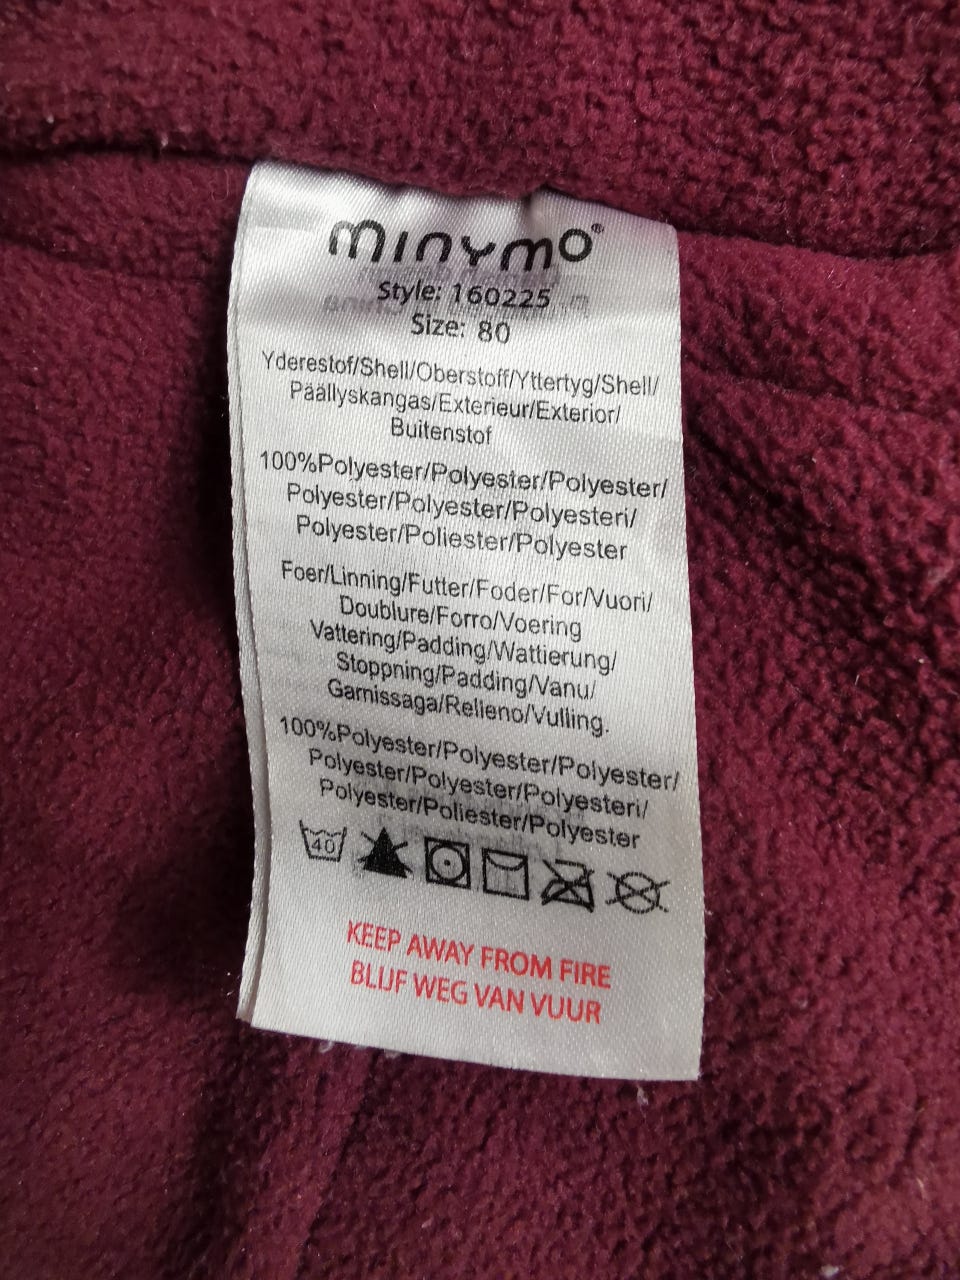 minymo®
Style: 160225
Size: 80
Yderestof/Shell/Oberstoff/Yttertyg/Shell/
Päällyskangas/Exterieur/Exterior/
Buitenstof
100%Polyester/Polyester/Polyester/
Polyester/Polyester/Polyesteri/
Polyester/Poliester/Polyester
Foer/Linning/Futter/Foder/For/Vuori/
Doublure/Forro/Voering
Vattering/Padding/Wattierung/
Stoppning/Padding/Vanu/
Garnissaga/Relleno/Vulling.
100%Polyester/Polyester/Polyester/
Polyester/Polyester/Polyesteri/
Polyester/Poliester/Polyester
40
KEEP AWAY FROM FIRE
BLIJF WEG VAN VUUR